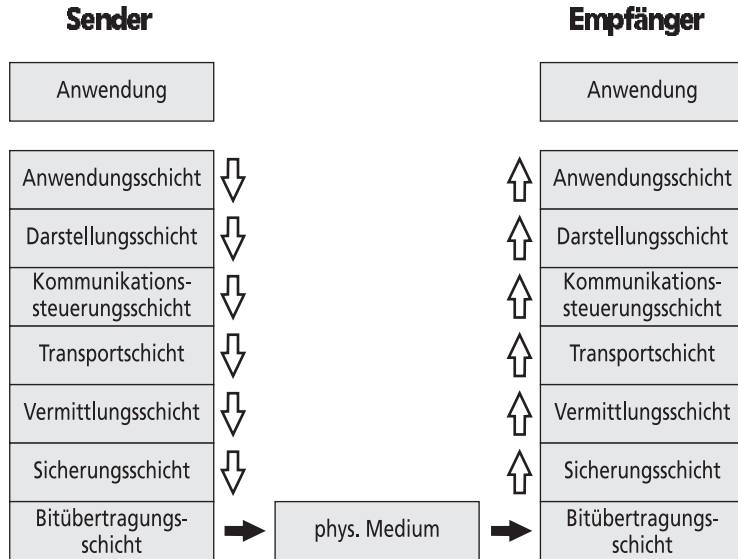 Sender
Anwendung
Anwendungsschicht
Darstellungsschicht
Kommunikations-
steuerungsschicht
Transportschicht
Vermittlungsschicht
Sicherungsschicht
Bitübertragungs-
schicht
phys. Medium
Empfänger
Anwendung
Anwendungsschicht
Darstellungsschicht
Kommunikations-
steuerungsschicht
Transportschicht
Vermittlungsschicht
Sicherungsschicht
Bitübertragungs-
schicht